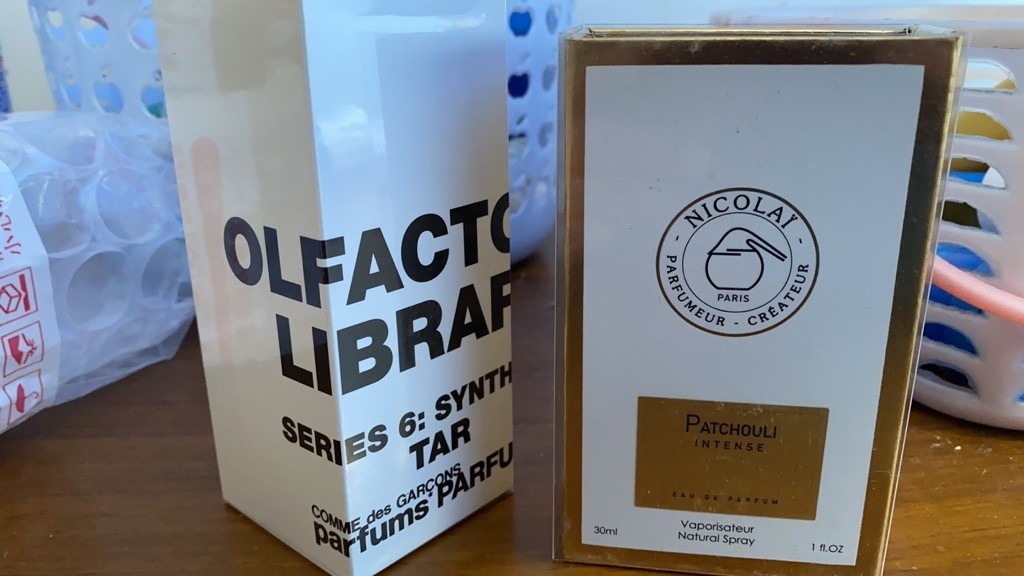 OLFACTO
LIBRAR
SERIES 6: SYNTH
TAR
COMME des GARÇONS
parfums PARFU
NICOLAÏ
PARIS
- PARFUMEUR - CRÉATEUR -
PATCHOULI
INTENSE
EAU DE PARFUM
30ml
Vaporisateur
Natural Spray
1 fl.OZ